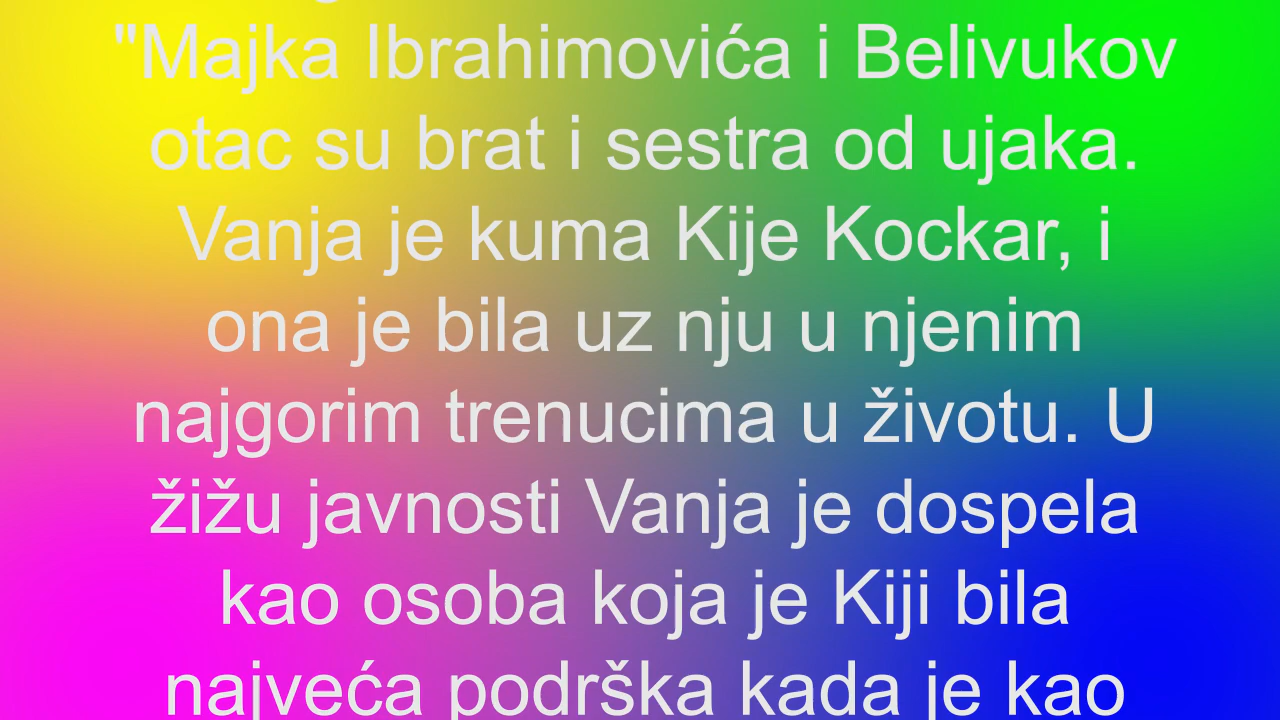 "Majka Ibrahimovića i Belivukov
otac su brat i sestra od ujaka.
Vanja je kuma Kije Kockar, i
ona je bila uz nju u njenim
najgorim trenucima u životu. U
žižu javnosti Vanja je dospela
kao osoba koja je Kiji bila
najveća podrška kada je kao